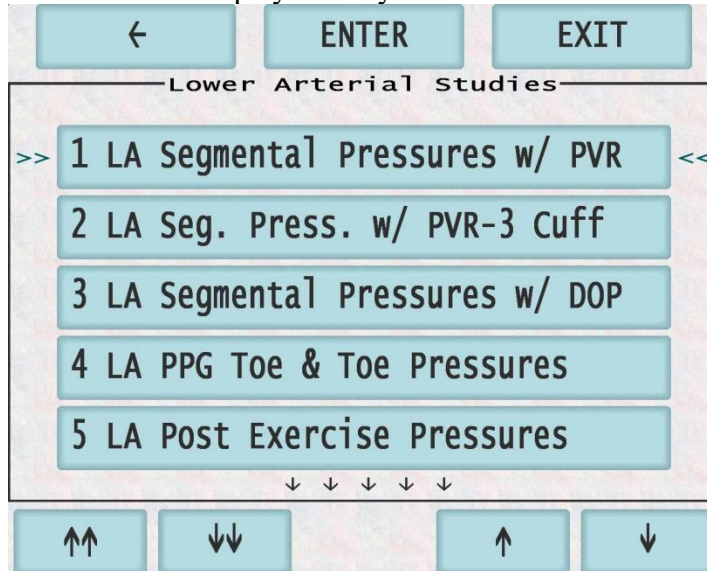 ← ENTER EXIT
Lower Arterial Studies
>> 1 LA Segmental Pressures w/ PVR <<
2 LA Seg. Press. w/ PVR-3 Cuff
3 LA Segmental Pressures w/ DOP
4 LA PPG Toe & Toe Pressures
5 LA Post Exercise Pressures
↓ ↓ ↓ ↓ ↓
↑↑ ↓↓ ↑ ↓